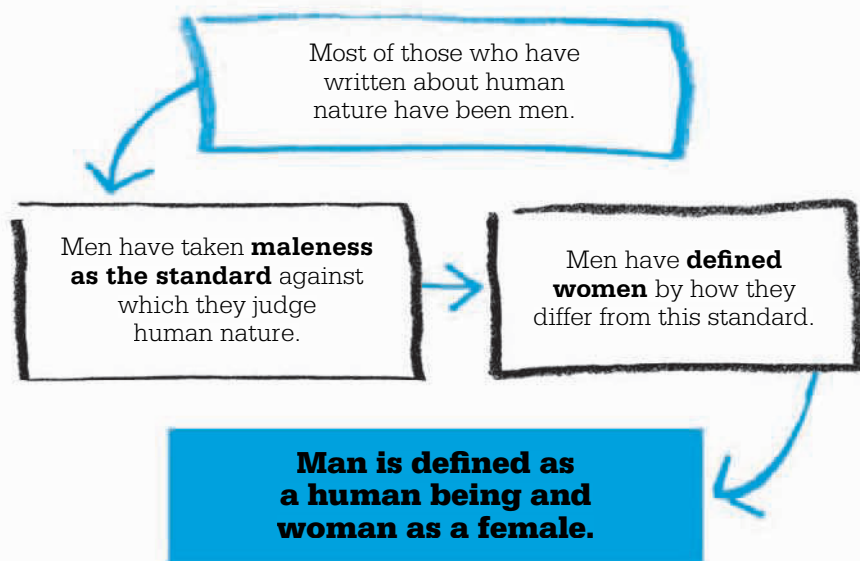 Most of those who have
written about human
nature have been men.
Men have taken maleness
as the standard against
which they judge
human nature.
Men have defined
women by how they
differ from this standard.
Man is defined as
a human being and
woman as a female.